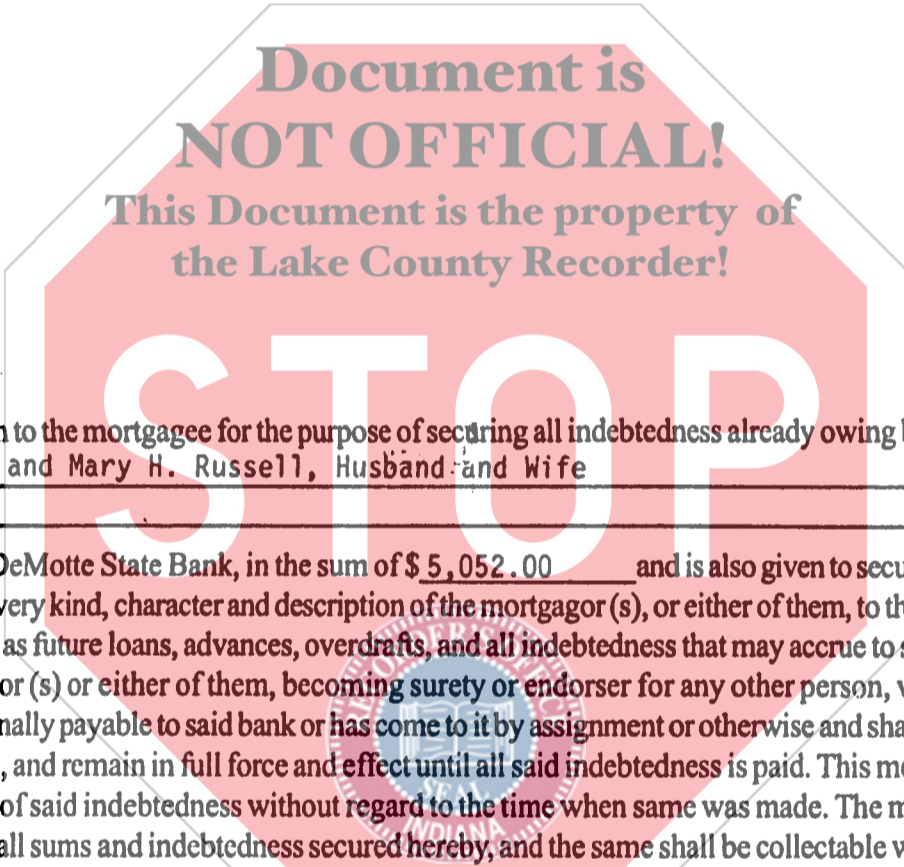 Document is
NOT OFFICIAL!
This Document is the property of
the Lake County Recorder!
STOP
to the mortgagee for the purpose of securing all indebtedness already owing
and Mary H. Russell, Husband and Wife
DeMotte State Bank, in the sum of $ 5,052.00 and is also given to secu
very kind, character and description of the mortgagor (s), or either of them, to th
as future loans, advances, overdrafts, and all indebtedness that may accrue to s
or (s) or either of them, becoming surety or endorser for any other person, w
nally payable to said bank or has come to it by assignment or otherwise and sha
, and remain in full force and effect until all said indebtedness is paid. This mo
of said indebtedness without regard to the time when same was made. The m
all sums and indebtedness secured hereby, and the same shall be collectable w
SEAL
INDIANA